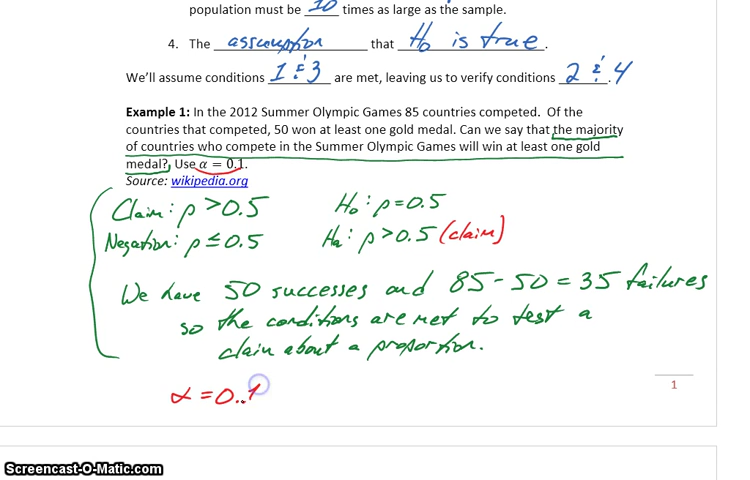 population must be 10 times as large as the sample.
4. The assumption that H₀ is true.
We'll assume conditions 1 & 3 are met, leaving us to verify conditions 2 & 4.
Example 1: In the 2012 Summer Olympic Games 85 countries competed. Of the
countries that competed, 50 won at least one gold medal. Can we say that the majority
of countries who compete in the Summer Olympic Games will win at least one gold
medal? Use α = 0.1.
Source: wikipedia.org
Claim: p > 0.5 H₀: p = 0.5
Negation: p ≤ 0.5 Hₐ: p > 0.5 (claim)
We have 50 successes and 85 - 50 = 35 failures
so the conditions are met to test a
claim about a proportion.
1
α = 0.1
Screencast-O-Matic.com